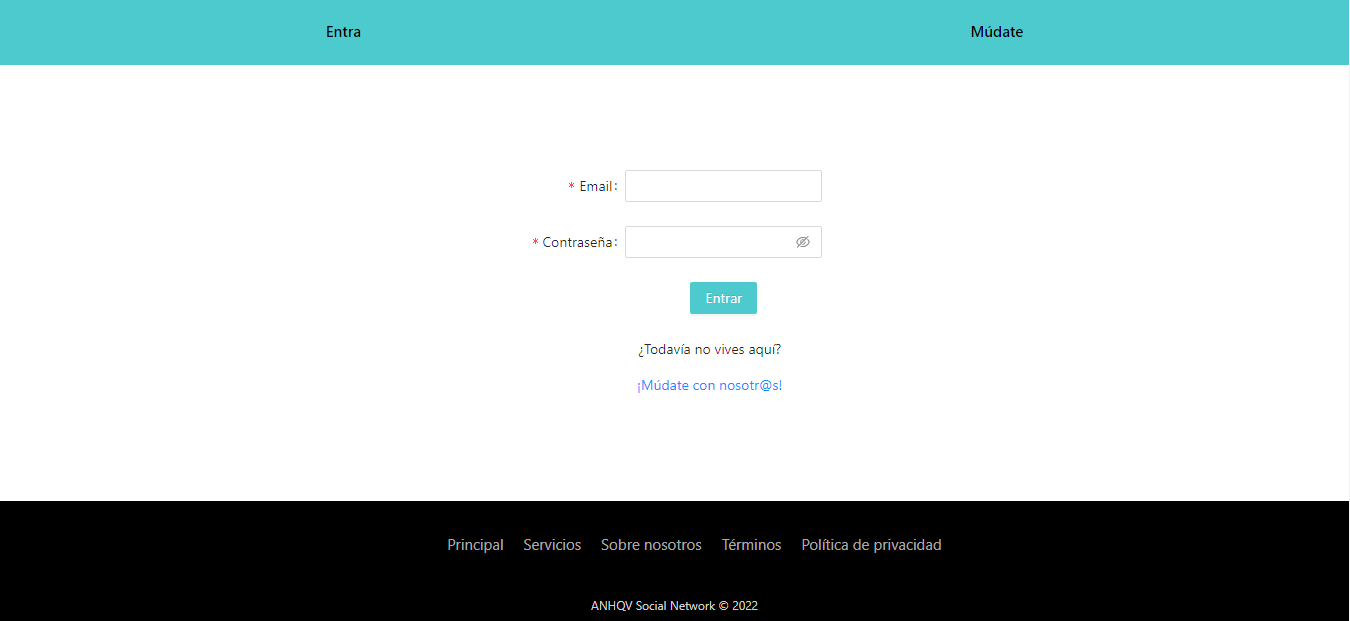 Entra Múdate
* Email:
* Contraseña:
Entrar
¿Todavía no vives aquí?
¡Múdate con nosotr@s!
Principal Servicios Sobre nosotros Términos Política de privacidad
ANHQV Social Network © 2022